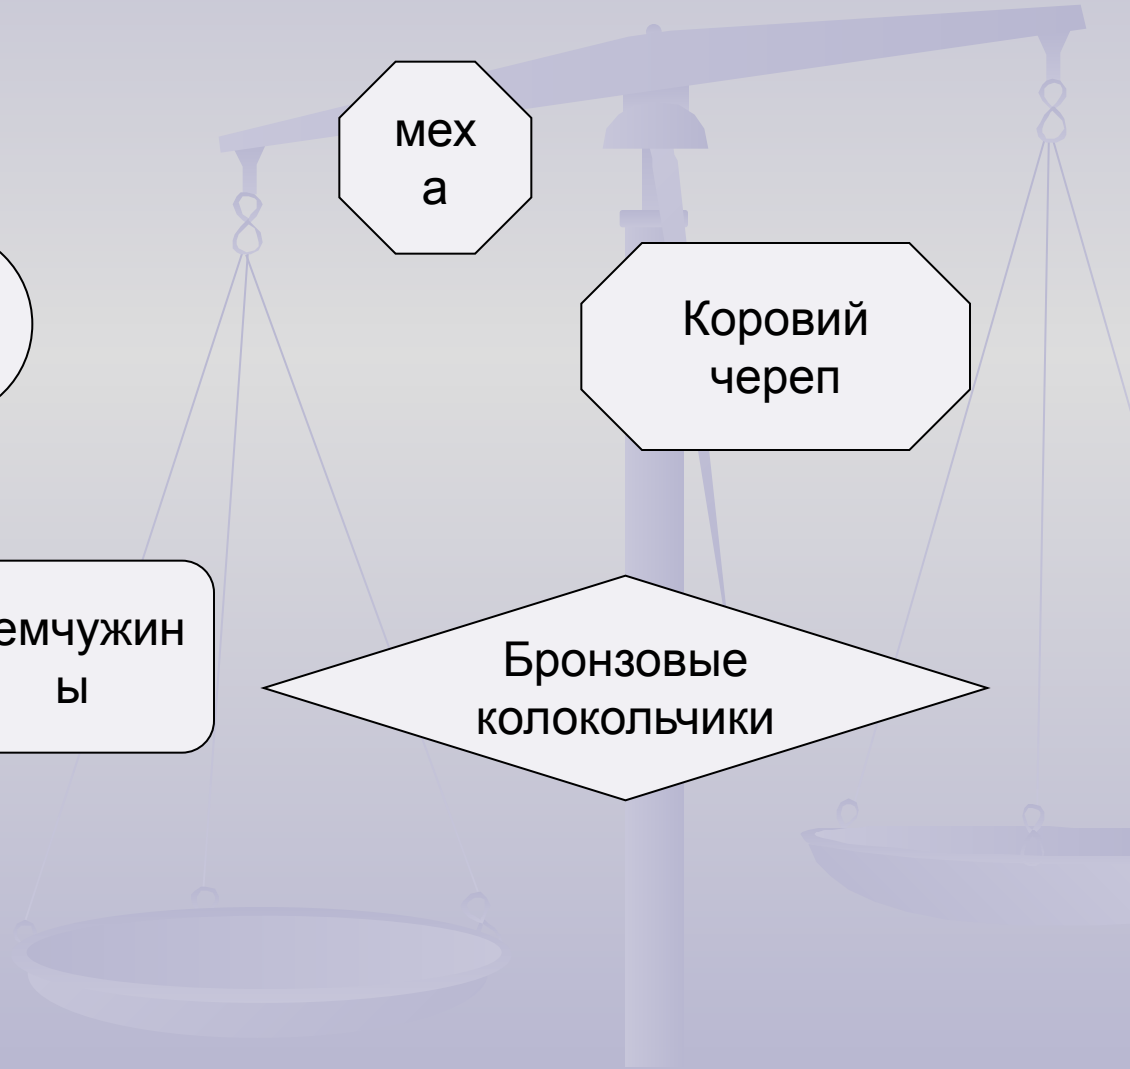 мех
а
Коровий
череп
емчужин
ы
Бронзовые
колокольчики